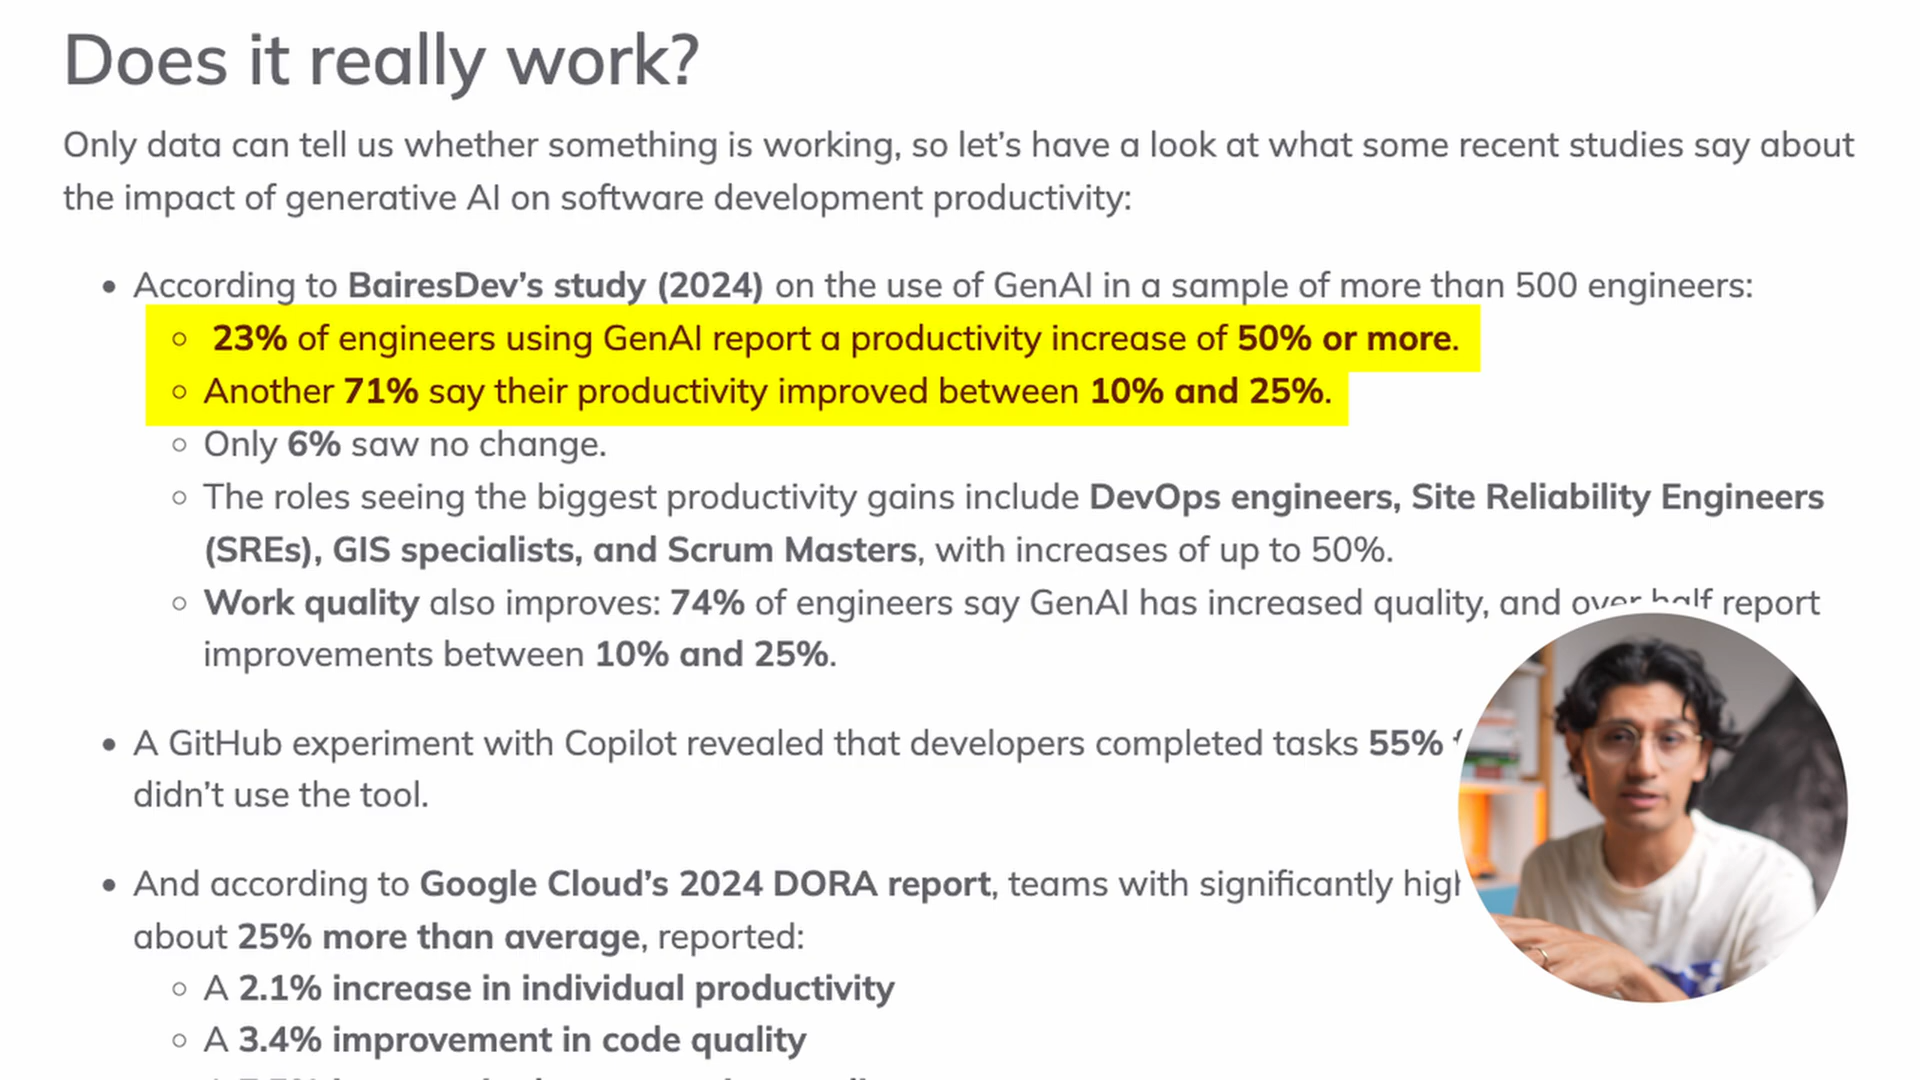 Does it really work?
Only data can tell us whether something is working, so let’s have a look at what some recent studies say about
the impact of generative AI on software development productivity:
• According to BairesDev’s study (2024) on the use of GenAI in a sample of more than 500 engineers:
◦ 23% of engineers using GenAI report a productivity increase of 50% or more.
◦ Another 71% say their productivity improved between 10% and 25%.
◦ Only 6% saw no change.
◦ The roles seeing the biggest productivity gains include DevOps engineers, Site Reliability Engineers
(SREs), GIS specialists, and Scrum Masters, with increases of up to 50%.
◦ Work quality also improves: 74% of engineers say GenAI has increased quality, and over half report
improvements between 10% and 25%.
• A GitHub experiment with Copilot revealed that developers completed tasks 55%
didn’t use the tool.
• And according to Google Cloud’s 2024 DORA report, teams with significantly
about 25% more than average, reported:
◦ A 2.1% increase in individual productivity
◦ A 3.4% improvement in code quality